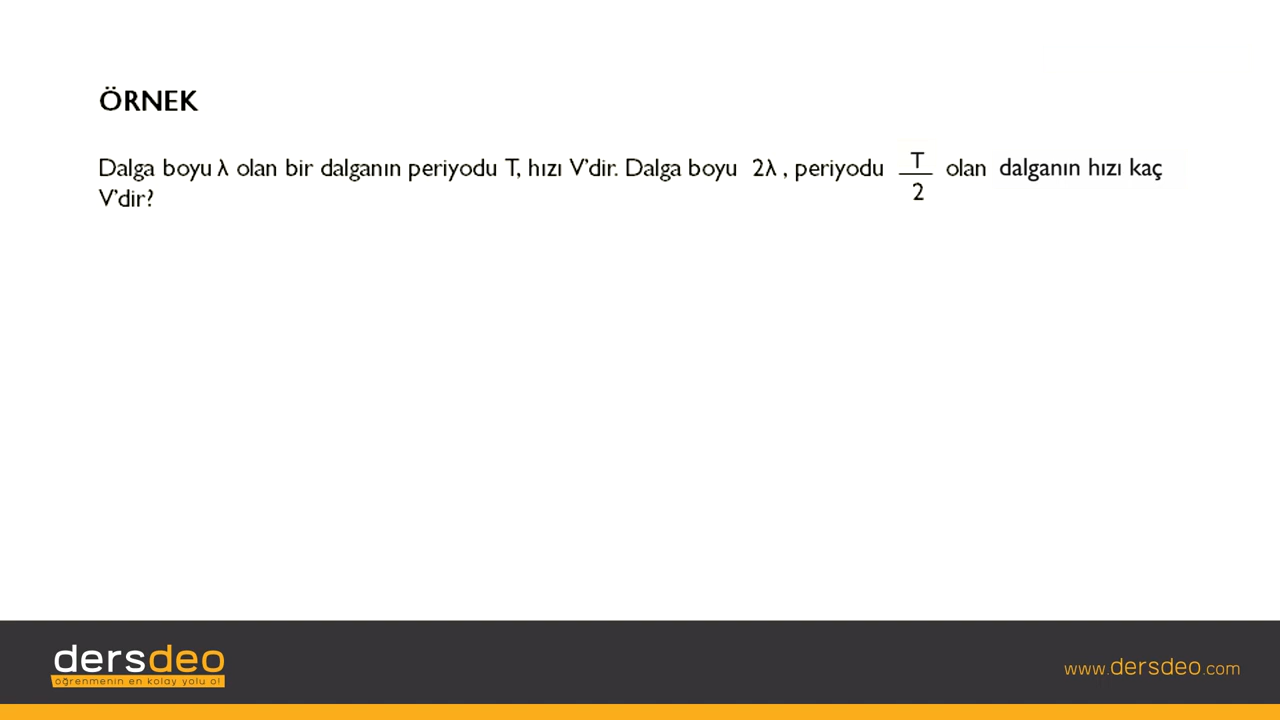 ÖRNEK
Dalga boyu λ olan bir dalganın periyodu T, hızı V'dir. Dalga boyu 2λ , periyodu T/2 olan dalganın hızı kaç
V'dir?
dersdeo
öğrenmenin en kolay yolu o!
www.dersdeo.com